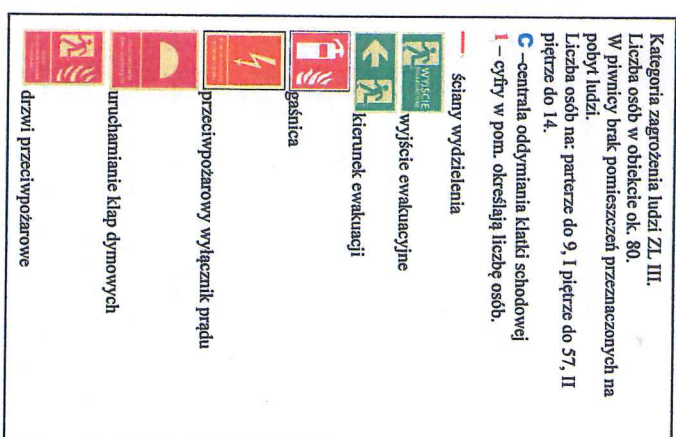 Kategoria zagrożenia ludzi ZL III.
Liczba osób w obiekcie ok. 80.
W piwnicy brak pomieszczeń przeznaczonych na
pobyt ludzi.
Liczba osób na: parterze do 9, I piętrze do 57, II
piętrze do 14.
C –centrala oddymiania klatki schodowej
1 – cyfry w pom. określają liczbę osób.
ściany wydzielenia
WYJŚCIE
wyjście ewakuacyjne
kierunek ewakuacji
gaśnica
przeciwpożarowy wyłącznik prądu
uruchamianie klap dymowych
drzwi przeciwpożarowe